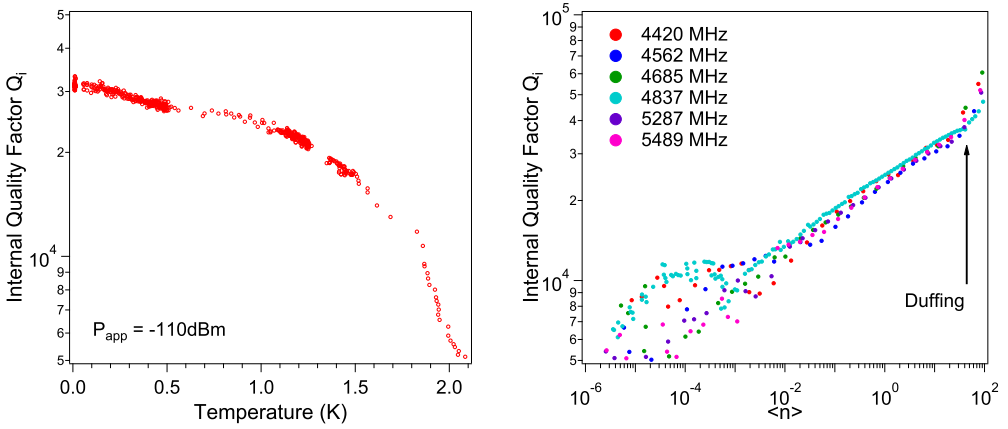 5
4
3
2
10^4
9
8
7
6
5
0.0
0.5
1.0
1.5
2.0
Internal Quality Factor Q_i
Temperature (K)
P_app = -110dBm
10^5
9
8
7
6
5
4
3
2
10^4
9
8
7
6
5
10^-6
10^-4
10^-2
10^0
10^2
Internal Quality Factor Q_i
<n>
4420 MHz
4562 MHz
4685 MHz
4837 MHz
5287 MHz
5489 MHz
Duffing